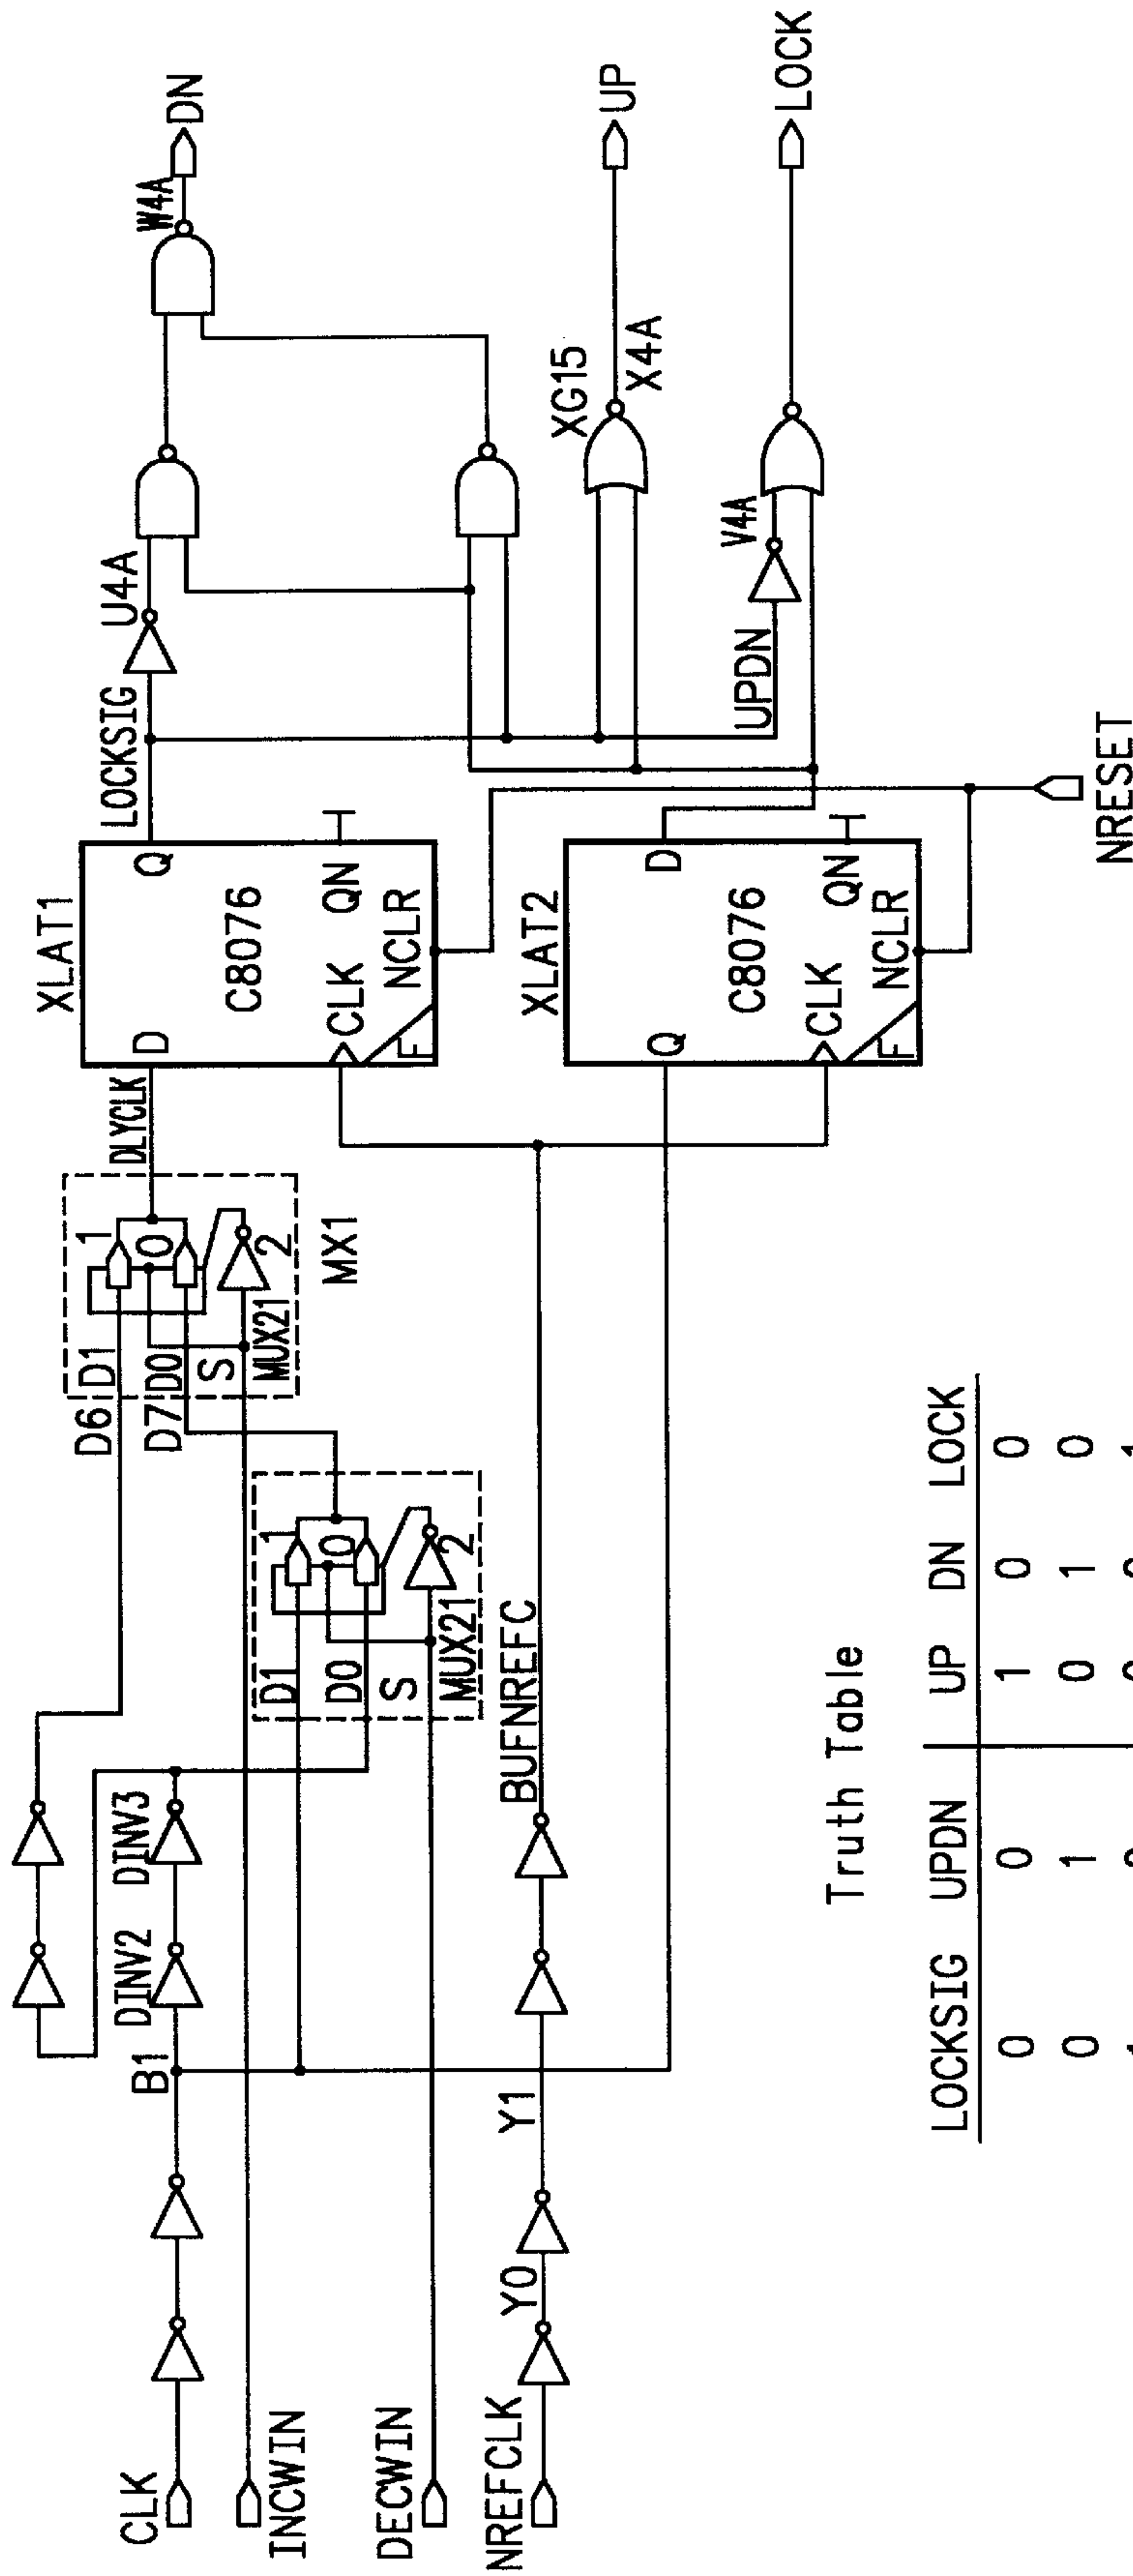 CLK
INCWIN
DECWIN
NREFCLK
Y0
Y1
B1
DINV2
DINV3
BUFNREFC
D1
D0
S
MUX21
1
0
2
D6
D7
D1
D0
S
MUX21
1
0
2
MX1
DLYCLK
XLAT1
D
Q
C8076
CLK
QN
NCLR
F
XLAT2
Q
D
C8076
CLK
QN
NCLR
F
NRESET
LOCKSIG
U4A
UPDN
V4A
XG15
X4A
W4A
DN
UP
LOCK
Truth Table
LOCKSIG UPDN UP DN LOCK
0 0 1 0 0
0 1 0 1 0